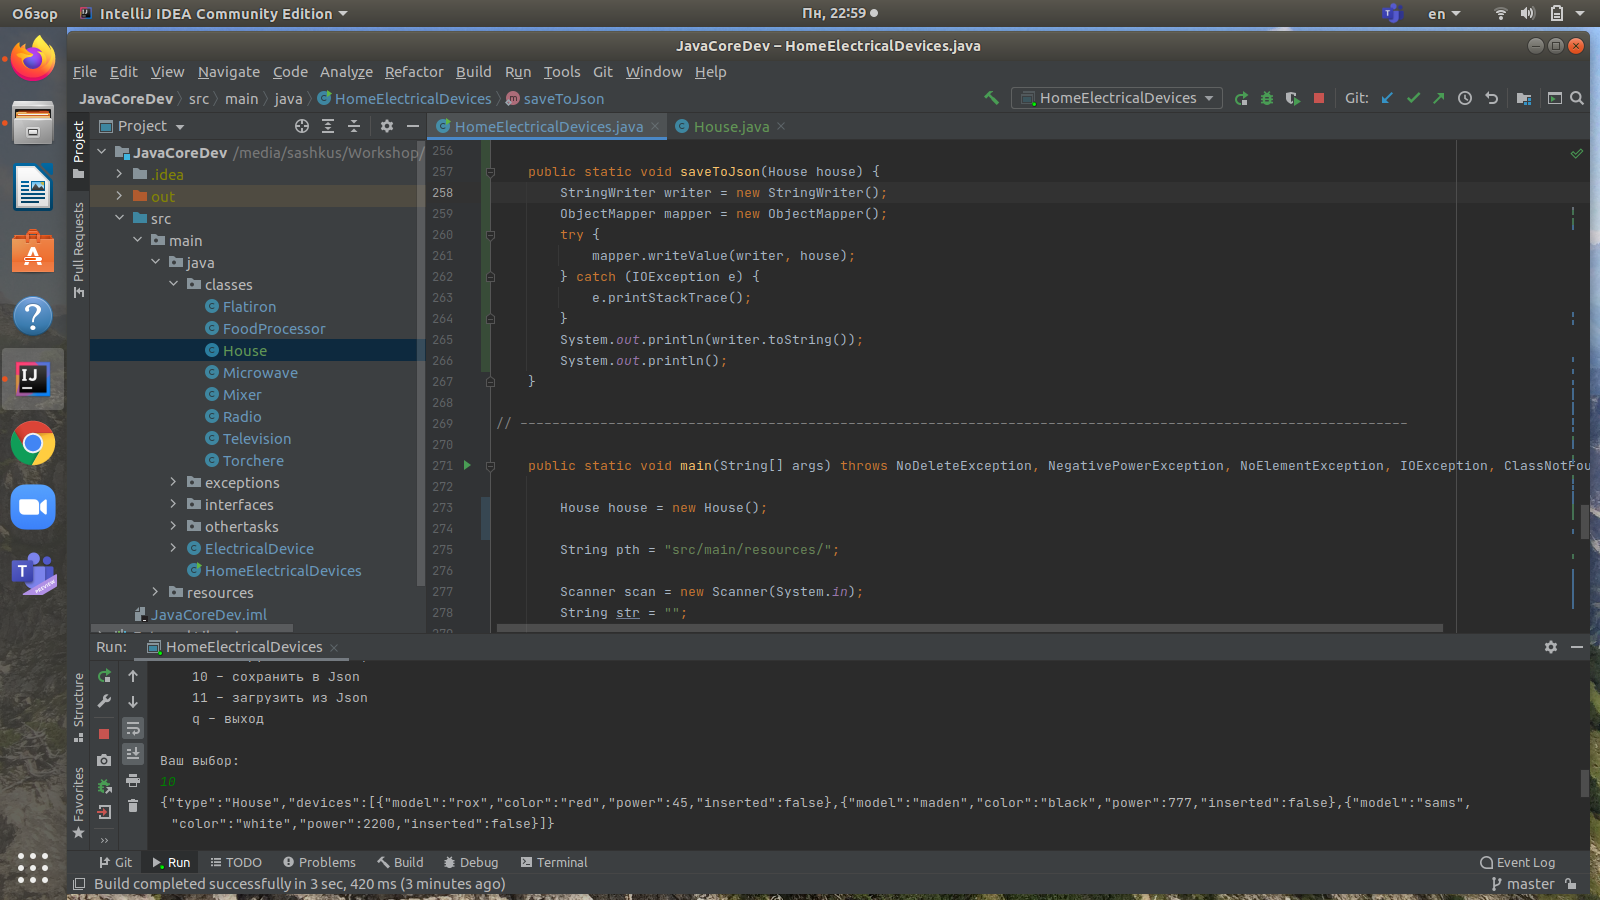 Обзор IntelliJ IDEA Community Edition Пн, 22:59 en
JavaCoreDev – HomeElectricalDevices.java
File Edit View Navigate Code Analyze Refactor Build Run Tools Git Window Help
JavaCoreDev src main java HomeElectricalDevices saveToJson HomeElectricalDevices Git:
Project HomeElectricalDevices.java House.java
Project
Pull Requests
Structure
Favorites
JavaCoreDev /media/sashkus/Workshop/
.idea
out
src
main
java
classes
Flatiron
FoodProcessor
House
Microwave
Mixer
Radio
Television
Torchere
exceptions
interfaces
othertasks
ElectricalDevice
HomeElectricalDevices
resources
JavaCoreDev.iml
256
257 public static void saveToJson(House house) {
258 StringWriter writer = new StringWriter();
259 ObjectMapper mapper = new ObjectMapper();
260 try {
261 mapper.writeValue(writer, house);
262 } catch (IOException e) {
263 e.printStackTrace();
264 }
265 System.out.println(writer.toString());
266 System.out.println();
267 }
268
269 // ---------------------------------------------------------------------------------------------------------------
270
271 public static void main(String[] args) throws NoDeleteException, NegativePowerException, NoElementException, IOException, ClassNotFou
272
273 House house = new House();
274
275 String pth = "src/main/resources/";
276
277 Scanner scan = new Scanner(System.in);
278 String str = "";
Run: HomeElectricalDevices
10 – сохранить в Json
11 – загрузить из Json
q – выход
Ваш выбор:
10
{"type":"House","devices":[{"model":"rox","color":"red","power":45,"inserted":false},{"model":"maden","color":"black","power":777,"inserted":false},{"model":"sams",
"color":"white","power":2200,"inserted":false}]}
Git Run TODO Problems Build Debug Terminal Event Log
Build completed successfully in 3 sec, 420 ms (3 minutes ago) master